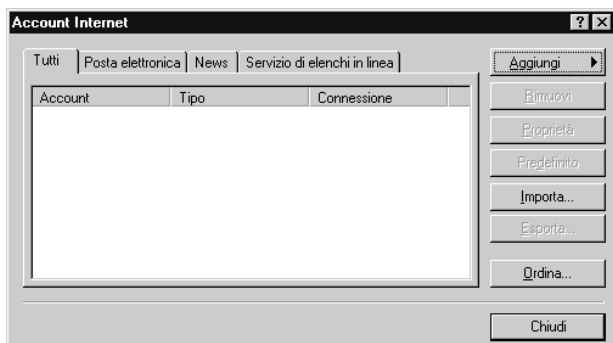 Account Internet
Tutti Posta elettronica News Servizio di elenchi in linea
Account Tipo Connessione
Aggiungi
Rimuovi
Proprietà
Predefinito
Importa...
Esporta...
Ordina...
Chiudi